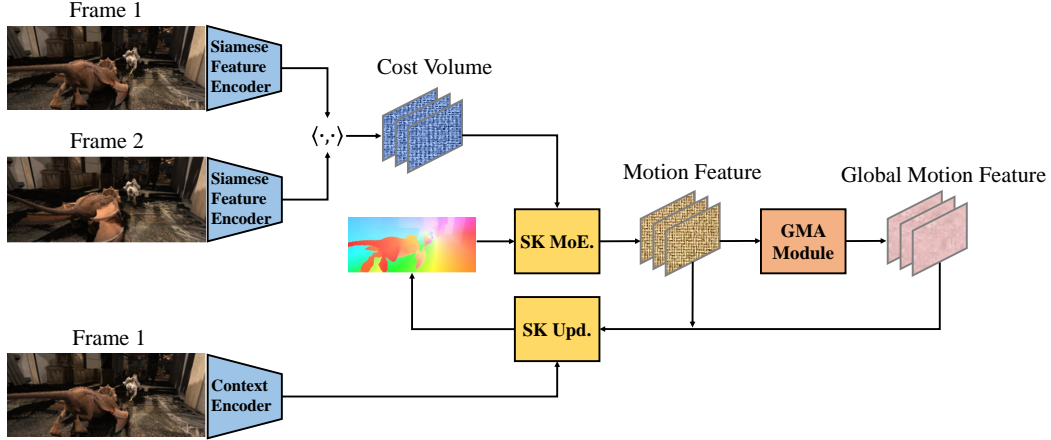 Frame 1
Siamese
Feature
Encoder
Cost Volume
⟨·,·⟩
Frame 2
Siamese
Feature
Encoder
Motion Feature
Global Motion Feature
SK MoE.
GMA
Module
SK Upd.
Frame 1
Context
Encoder